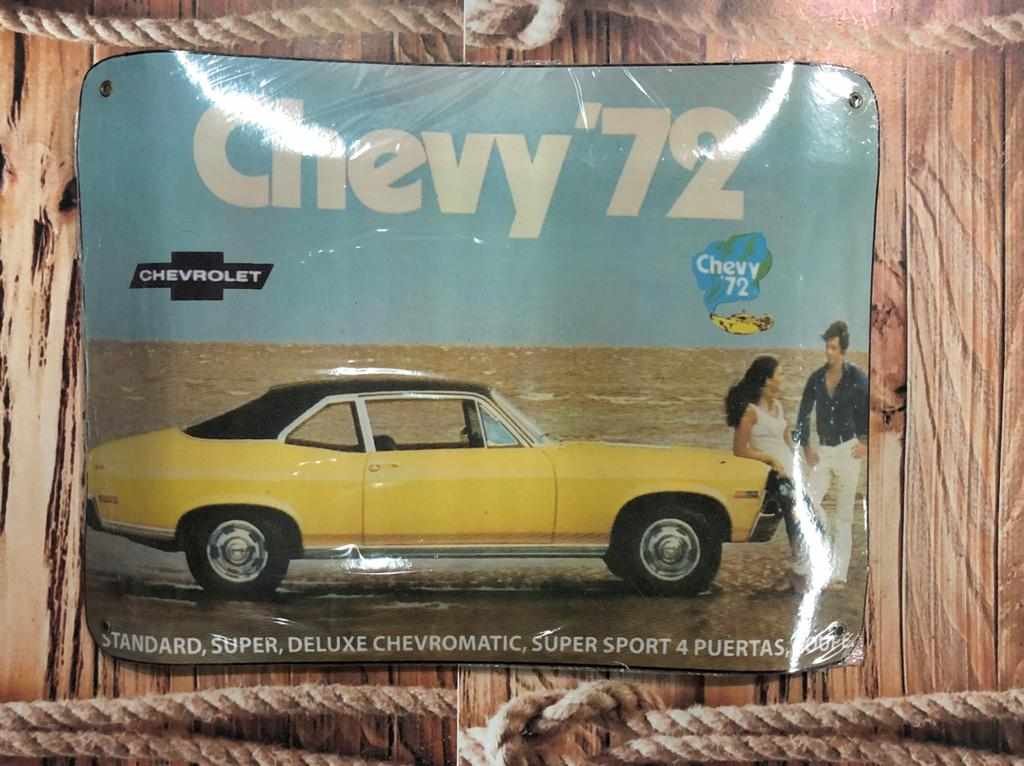 Chevy '72
CHEVROLET
Chevy
'72
STANDARD, SUPER, DELUXE CHEVROMATIC, SUPER SPORT 4 PUERTAS,